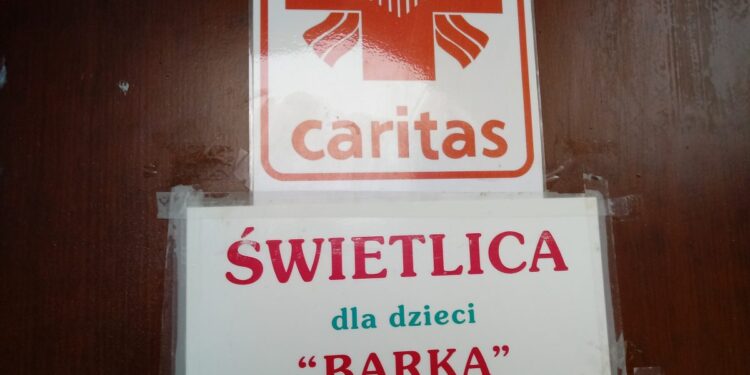 caritas
ŚWIETLICA
dla dzieci
“BARKA”